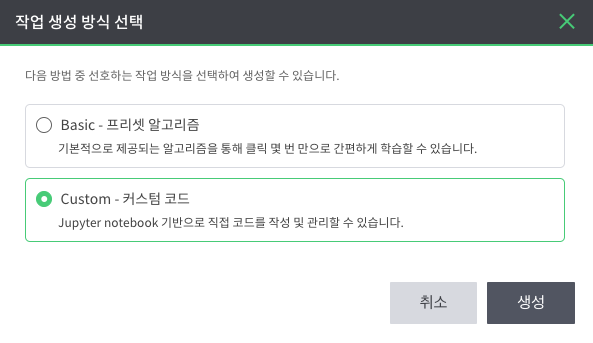 작업 생성 방식 선택
다음 방법 중 선호하는 작업 방식을 선택하여 생성할 수 있습니다.
Basic - 프리셋 알고리즘
기본적으로 제공되는 알고리즘을 통해 클릭 몇 번 만으로 간편하게 학습할 수 있습니다.
Custom - 커스텀 코드
Jupyter notebook 기반으로 직접 코드를 작성 및 관리할 수 있습니다.
취소 생성